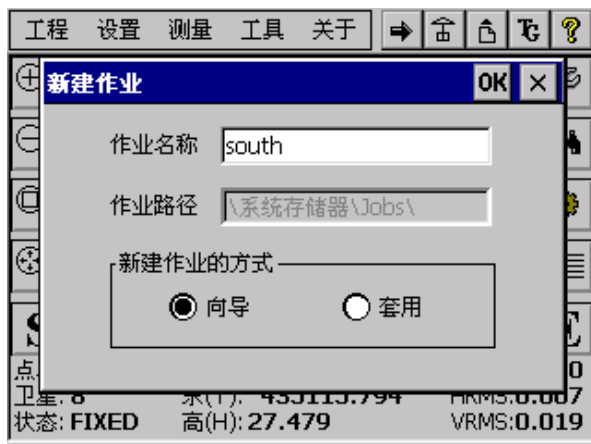 工程 设置 测量 工具 关于
新建作业 OK ×
作业名称 south
作业路径 \系统存储器\Jobs\
新建作业的方式
向导 套用
卫星: 8
状态: FIXED 高(H): 27.479 VRMS:0.019